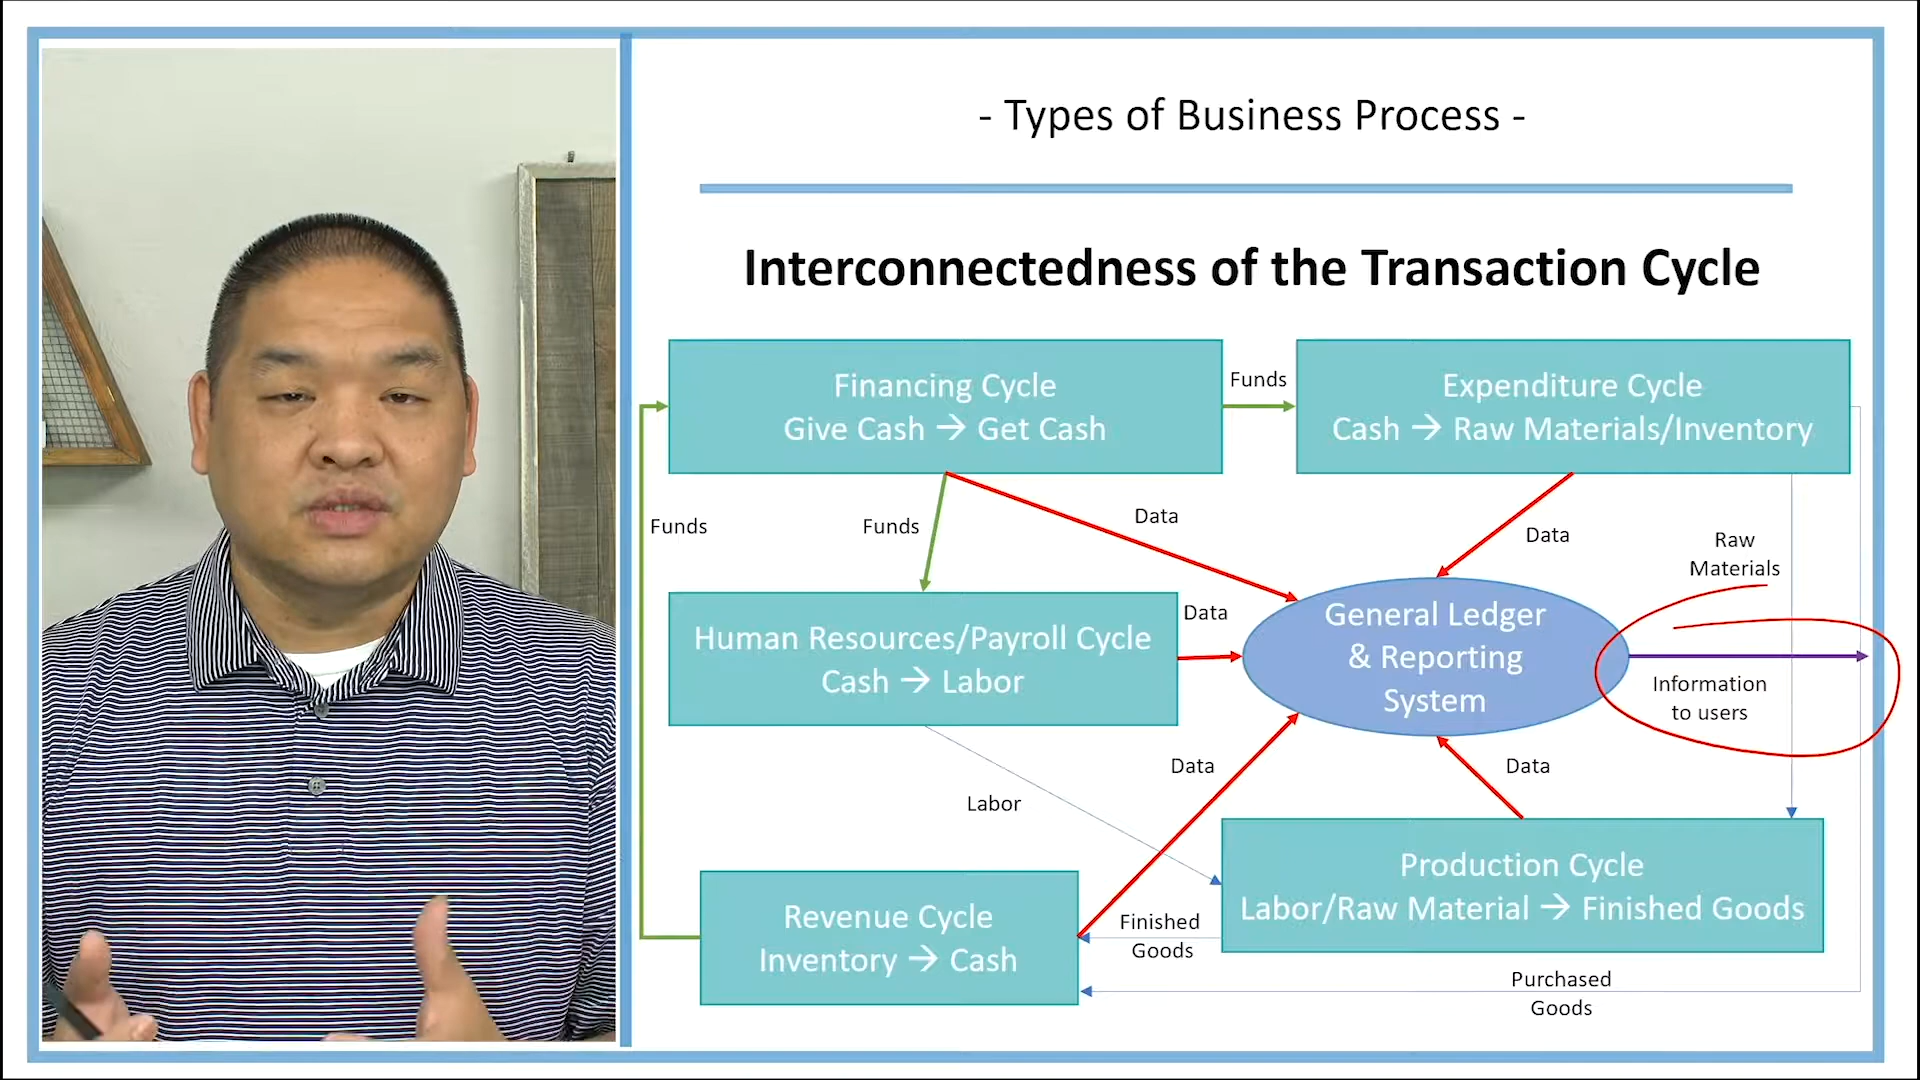 - Types of Business Process -
Interconnectedness of the Transaction Cycle
Financing Cycle
Give Cash → Get Cash
Funds
Expenditure Cycle
Cash → Raw Materials/Inventory
Funds
Funds
Data
Data
Raw
Materials
Human Resources/Payroll Cycle
Cash → Labor
Data
General Ledger
& Reporting
System
Information
to users
Labor
Data
Data
Revenue Cycle
Inventory → Cash
Finished
Goods
Production Cycle
Labor/Raw Material → Finished Goods
Purchased
Goods